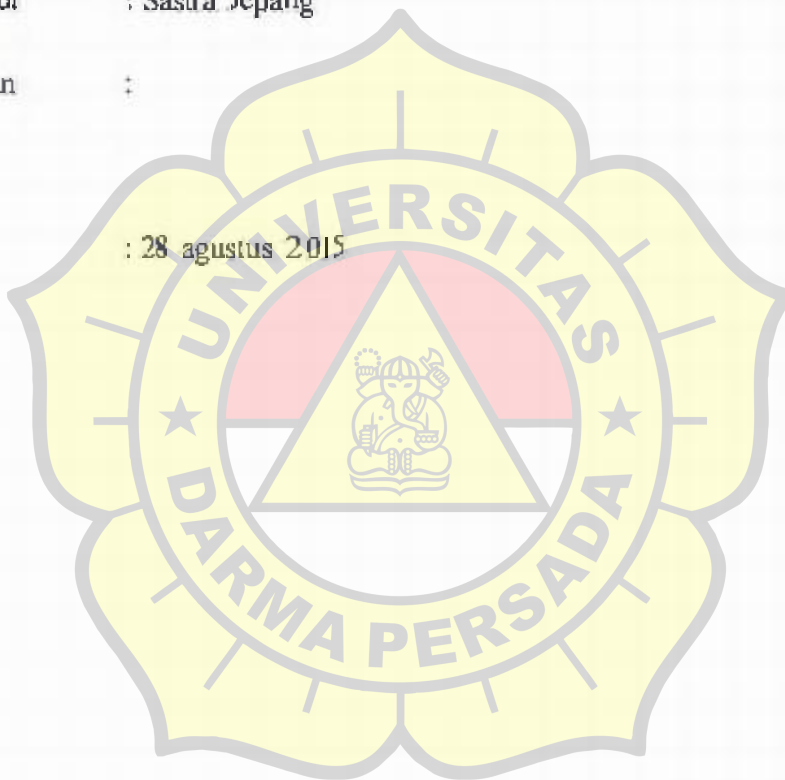 : Sastra Jepang
:
: 28 agustus 2015
UNIVERSITAS
DARMA PERSADA